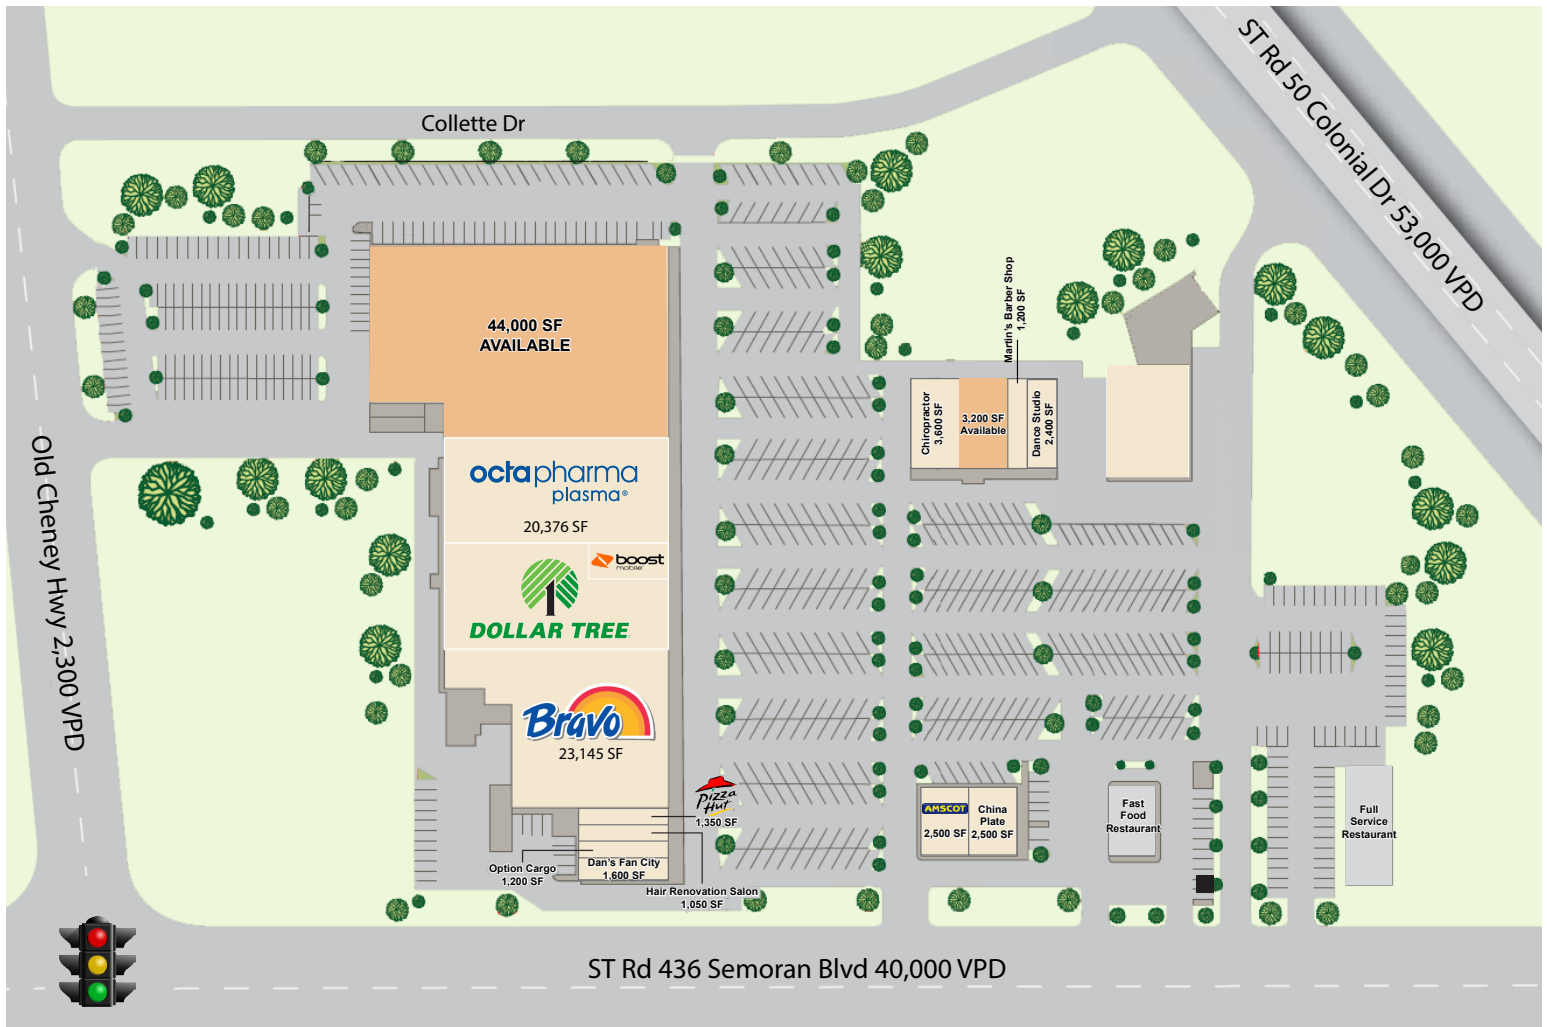 ST Rd 50 Colonial Dr 53,000 VPD
Collette Dr
44,000 SF
AVAILABLE
Martin's Barber Shop
1,200 SF
Chiropractor
3,600 SF
3,200 SF
Available
Dance Studio
2,400 SF
octapharma
plasma®
20,376 SF
boost
mobile
DOLLAR TREE
Old Cheney Hwy 2,300 VPD
Bravo
23,145 SF
Pizza
Hut
1,350 SF
AMSCOT
2,500 SF
China
Plate
2,500 SF
Fast
Food
Restaurant
Full
Service
Restaurant
Option Cargo
1,200 SF
Dan's Fan City
1,600 SF
Hair Renovation Salon
1,050 SF
ST Rd 436 Semoran Blvd 40,000 VPD